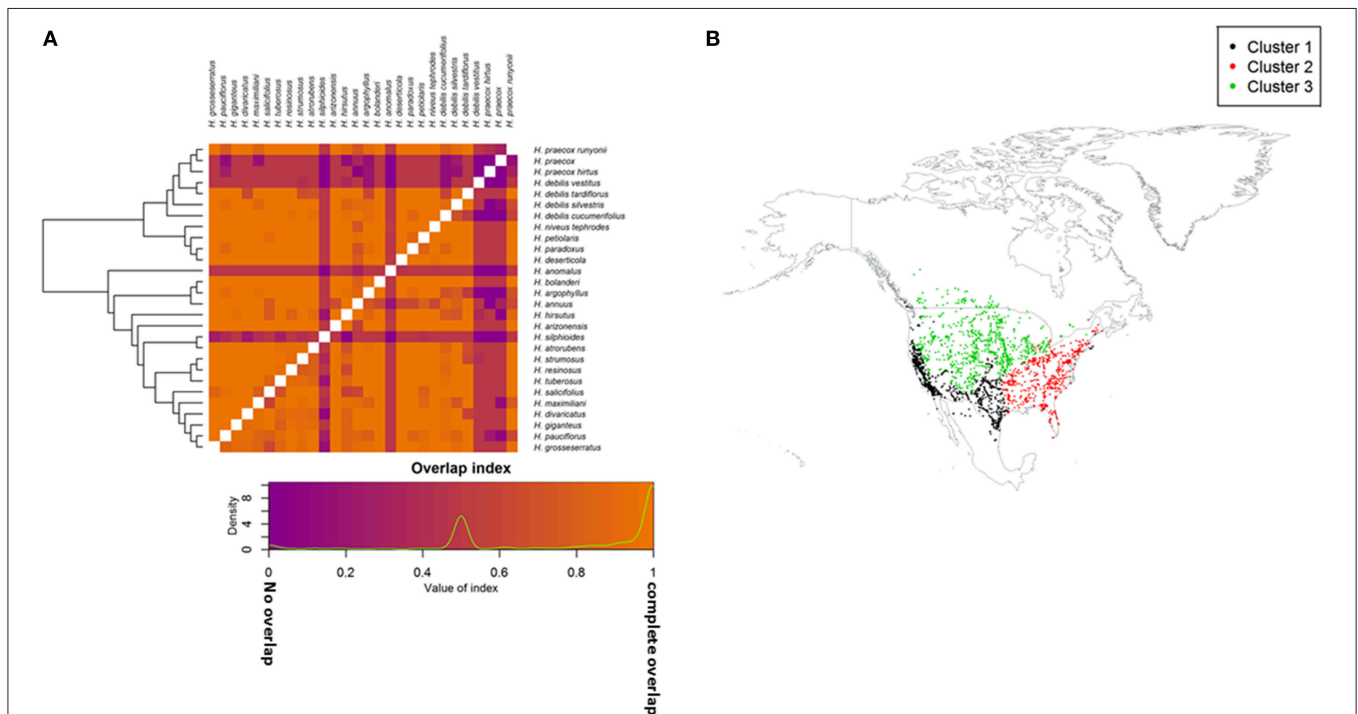 A
B
Cluster 1
Cluster 2
Cluster 3
H. grosseserratus
H. pauciflorus
H. giganteus
H. divaricatus
H. maximiliani
H. salicifolius
H. tuberosus
H. resinosus
H. strumosus
H. atrorubens
H. silphioides
H. arizonensis
H. hirsutus
H. annuus
H. argophyllus
H. bolanderi
H. anomalus
H. deserticola
H. paradoxus
H. petiolaris
H. niveus tephrodes
H. debilis cucumerifolius
H. debilis silvestris
H. debilis tardiflorus
H. debilis vestitus
H. praecox hirtus
H. praecox
H. praecox runyonii
H. praecox runyonii
H. praecox
H. praecox hirtus
H. debilis vestitus
H. debilis tardiflorus
H. debilis silvestris
H. debilis cucumerifolius
H. niveus tephrodes
H. petiolaris
H. paradoxus
H. deserticola
H. anomalus
H. bolanderi
H. argophyllus
H. annuus
H. hirsutus
H. arizonensis
H. silphioides
H. atrorubens
H. strumosus
H. resinosus
H. tuberosus
H. salicifolius
H. maximiliani
H. divaricatus
H. giganteus
H. pauciflorus
H. grosseserratus
Overlap index
Density
8
4
0
0 0.2 0.4 0.6 0.8 1
Value of index
No overlap
complete overlap